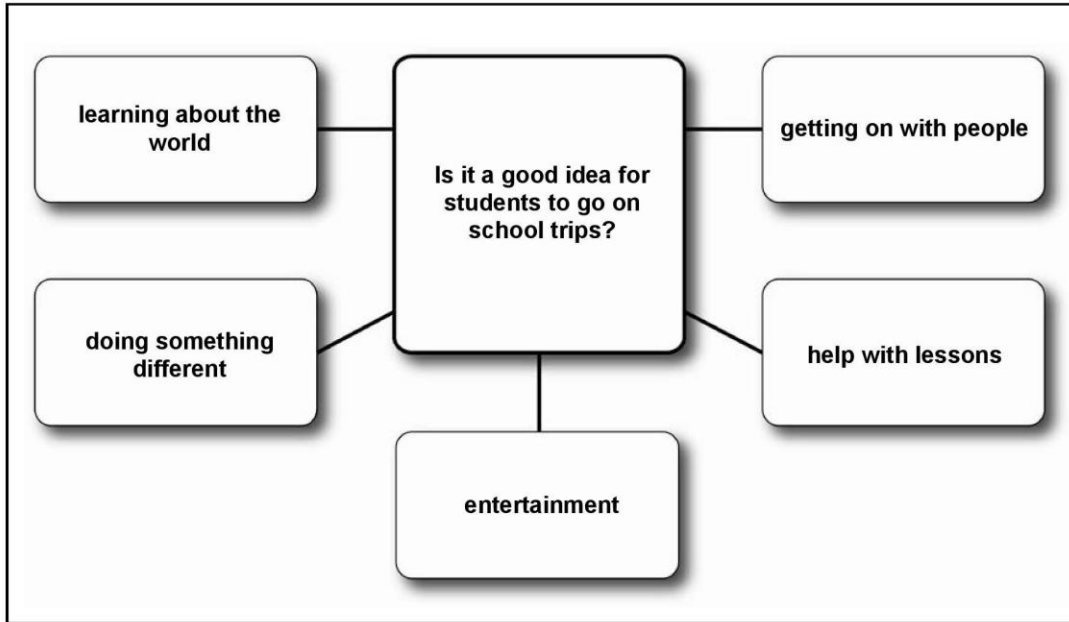 learning about the
world
Is it a good idea for
students to go on
school trips?
getting on with people
doing something
different
help with lessons
entertainment